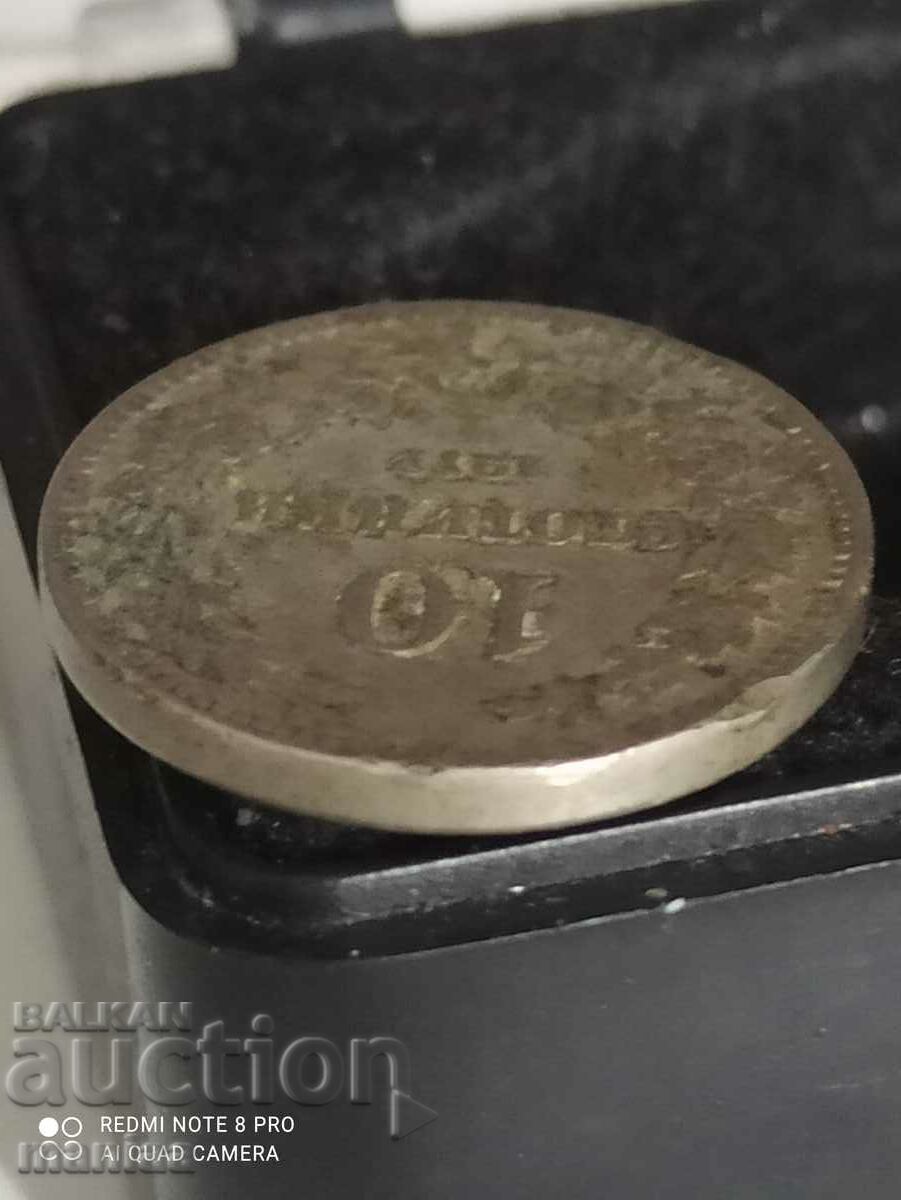 10
СТОТИНКИ
BALKAN
auction
REDMI NOTE 8 PRO
AI QUAD CAMERA